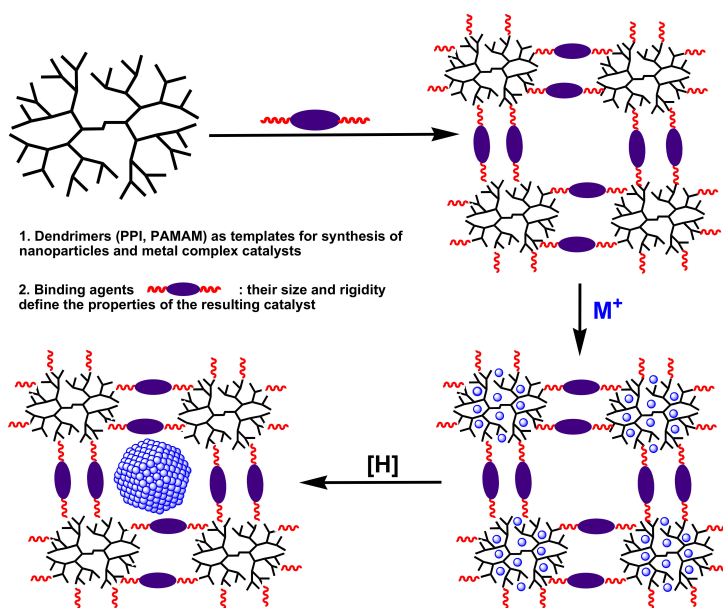 1. Dendrimers (PPI, PAMAM) as templates for synthesis of
nanoparticles and metal complex catalysts
2. Binding agents : their size and rigidity
define the properties of the resulting catalyst
M⁺
[H]